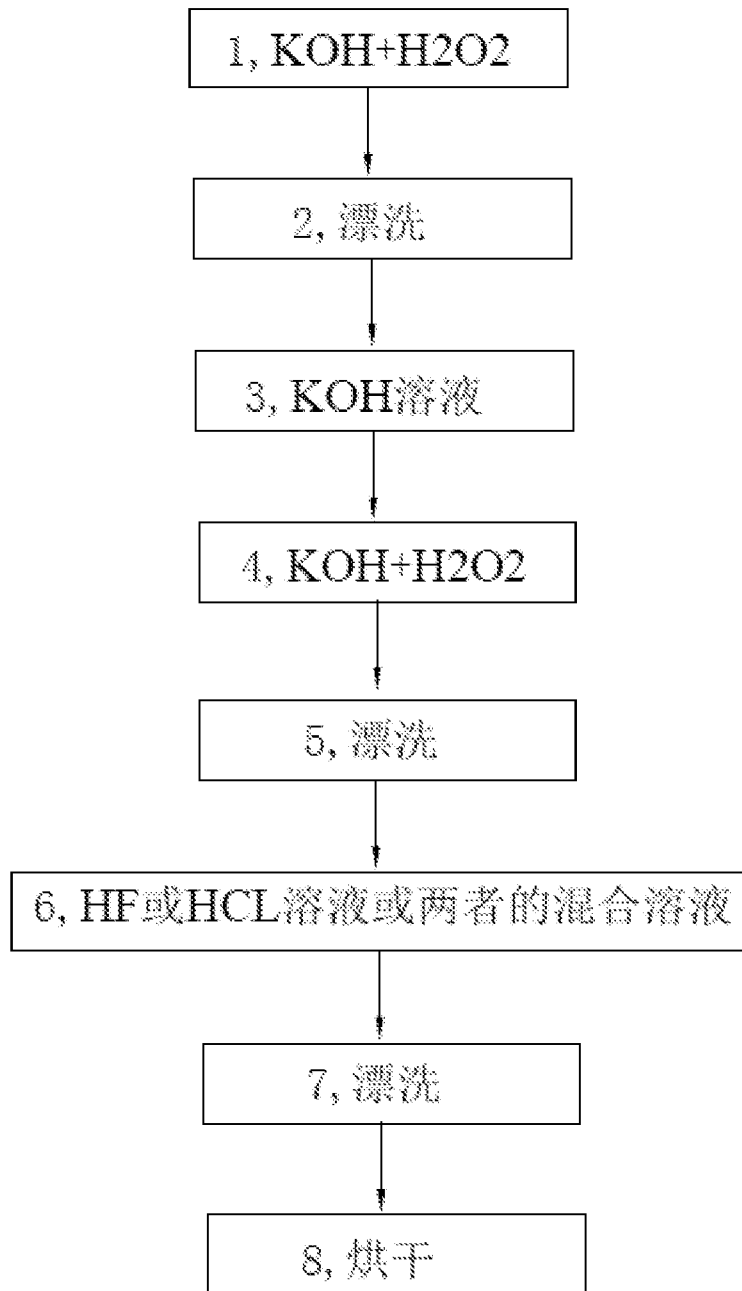 1, KOH+H2O2
2, 漂洗
3, KOH溶液
4, KOH+H2O2
5, 漂洗
6, HF或HCL溶液或两者的混合溶液
7, 漂洗
8, 烘干